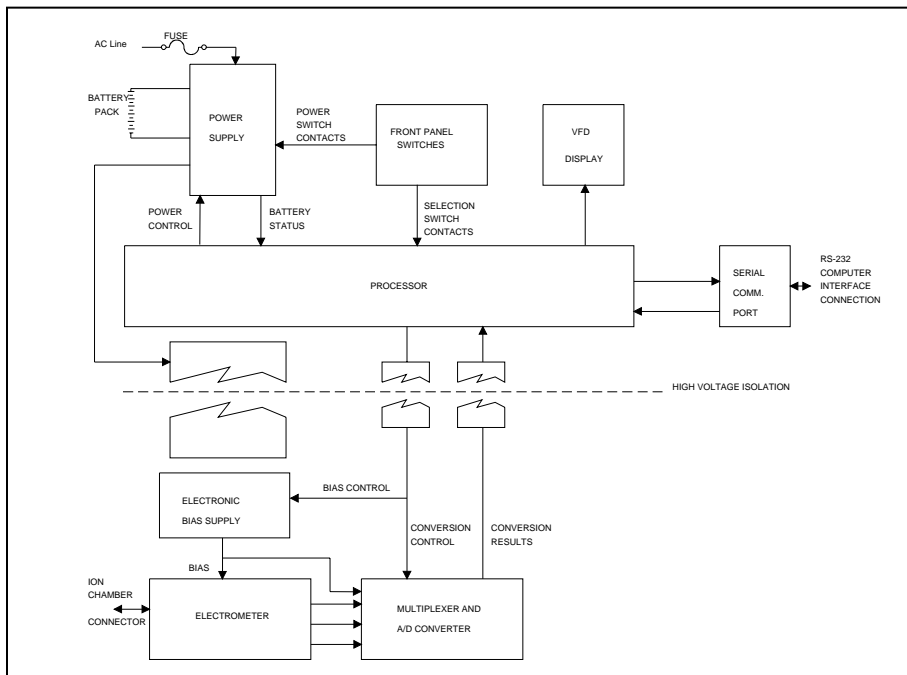 AC Line
FUSE
BATTERY
PACK
POWER
SUPPLY
POWER
SWITCH
CONTACTS
FRONT PANEL
SWITCHES
VFD
DISPLAY
POWER
CONTROL
BATTERY
STATUS
SELECTION
SWITCH
CONTACTS
PROCESSOR
SERIAL
COMM.
PORT
RS-232
COMPUTER
INTERFACE
CONNECTION
HIGH VOLTAGE ISOLATION
ELECTRONIC
BIAS SUPPLY
BIAS CONTROL
CONVERSION
CONTROL
CONVERSION
RESULTS
BIAS
ION
CHAMBER
CONNECTOR
ELECTROMETER
MULTIPLEXER AND
A/D CONVERTER